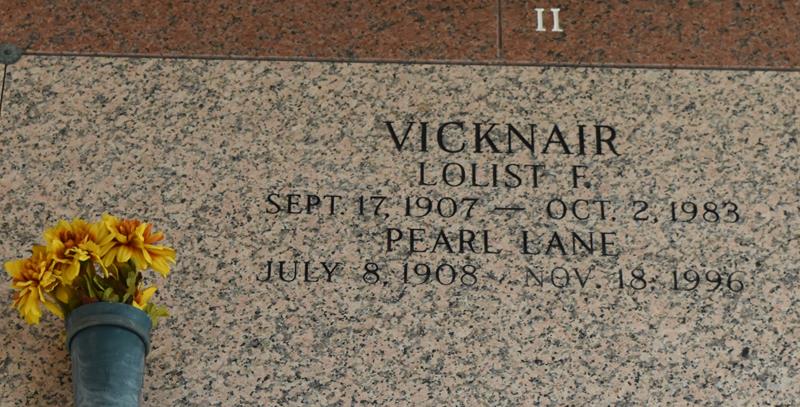 II
VICKNAIR
LOLIST F.
SEPT. 17, 1907 — OCT. 2, 1983
PEARL LANE
JULY 8, 1908 - NOV. 18, 1996